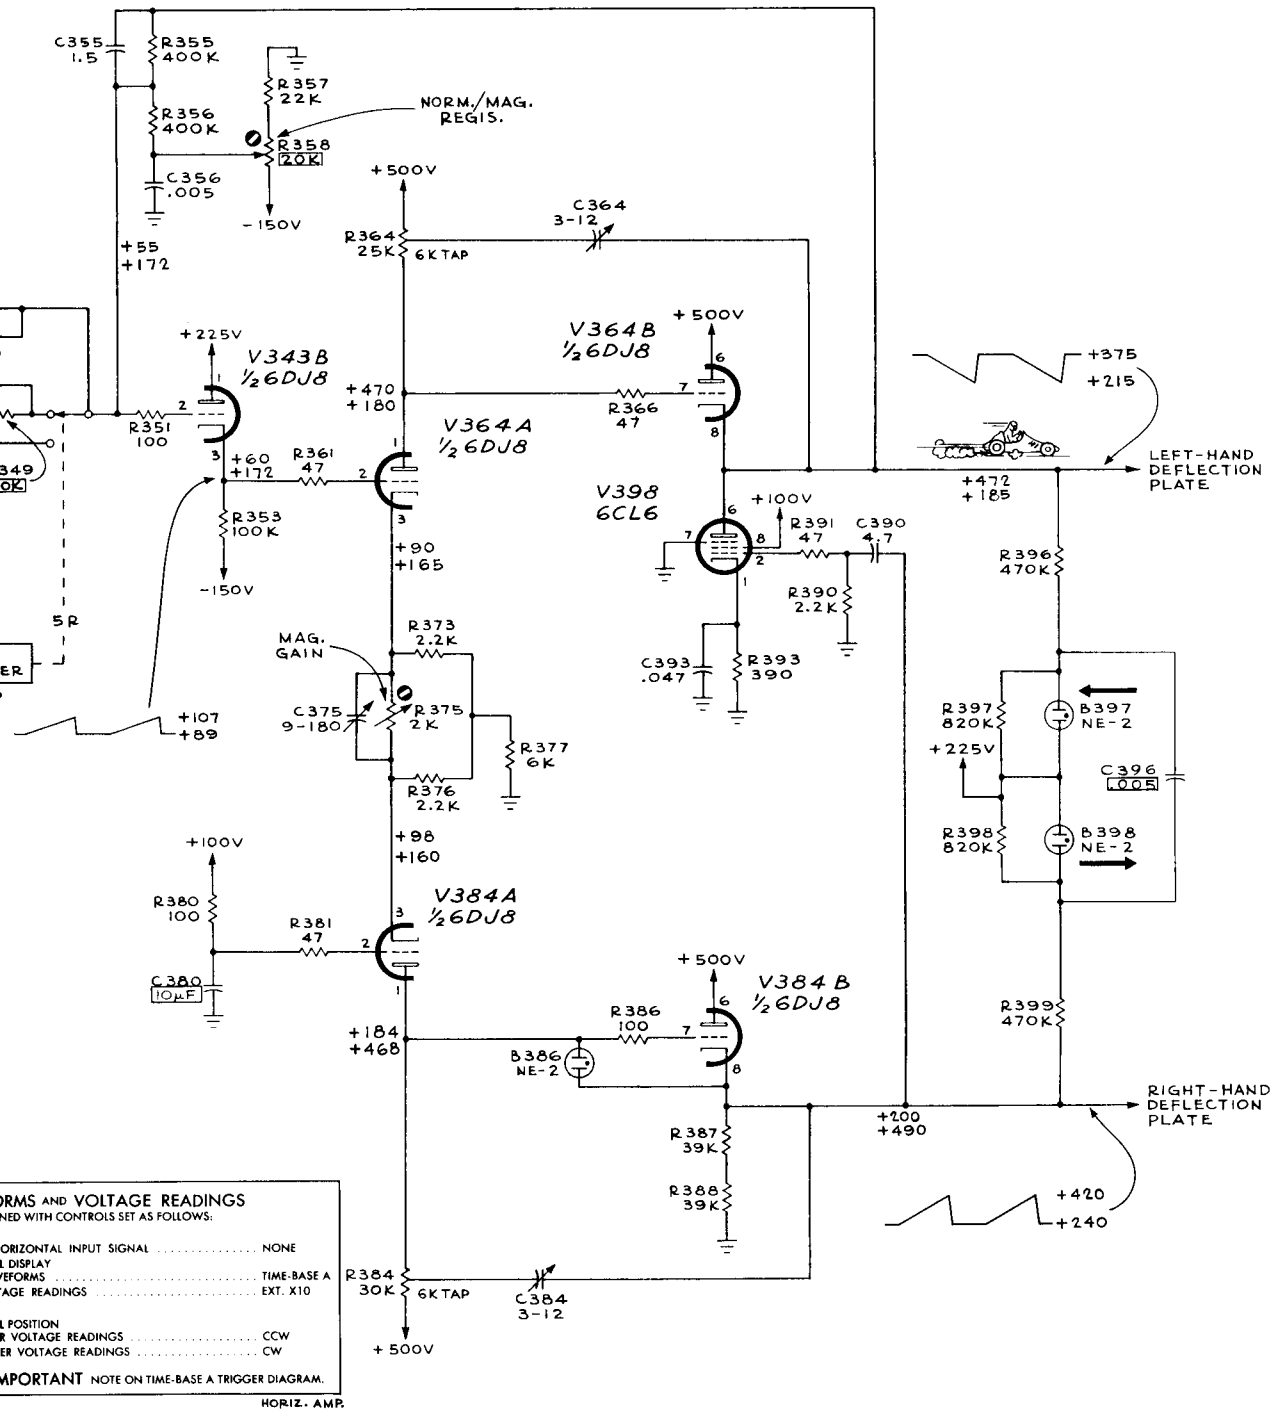 C355
1.5
R355
400K
R356
400K
C356
.005
R357
22K
R358
20K
NORM./MAG.
REGIS.
-150V
+55
+172
+500V
R364
25K
6K TAP
C364
3-12
+225V
V343B
½6DJ8
1
2
3
R351
100
+60
+172
R353
100K
-150V
R361
47
+470
+180
V364A
½6DJ8
1
2
3
V364B
½6DJ8
+500V
6
7
8
R366
47
+375
+215
LEFT-HAND
DEFLECTION
PLATE
+472
+185
V398
6CL6
+100V
6
7
8
2
1
R391
47
C390
4.7
R390
2.2K
C393
.047
R393
390
349
0K
5R
ER
+107
+89
+90
+165
MAG.
GAIN
R373
2.2K
C375
9-180
R375
2K
R376
2.2K
R377
6K
+98
+160
R396
470K
R397
820K
B397
NE-2
+225V
C396
.005
R398
820K
B398
NE-2
R399
470K
+100V
R380
100
C380
10µF
R381
47
V384A
½6DJ8
3
2
1
+184
+468
B386
NE-2
R386
100
+500V
V384B
½6DJ8
6
7
8
R387
39K
R388
39K
+200
+490
RIGHT-HAND
DEFLECTION
PLATE
+420
+240
R384
30K
6K TAP
C384
3-12
+500V
ORMS AND VOLTAGE READINGS
NED WITH CONTROLS SET AS FOLLOWS:
ORIZONTAL INPUT SIGNAL ............... NONE
L DISPLAY
VEFORMS ............................. TIME-BASE A
TAGE READINGS ........................ EXT. X10
L POSITION
R VOLTAGE READINGS .................. CCW
ER VOLTAGE READINGS ................. CW
MPORTANT NOTE ON TIME-BASE A TRIGGER DIAGRAM.
HORIZ. AMP.